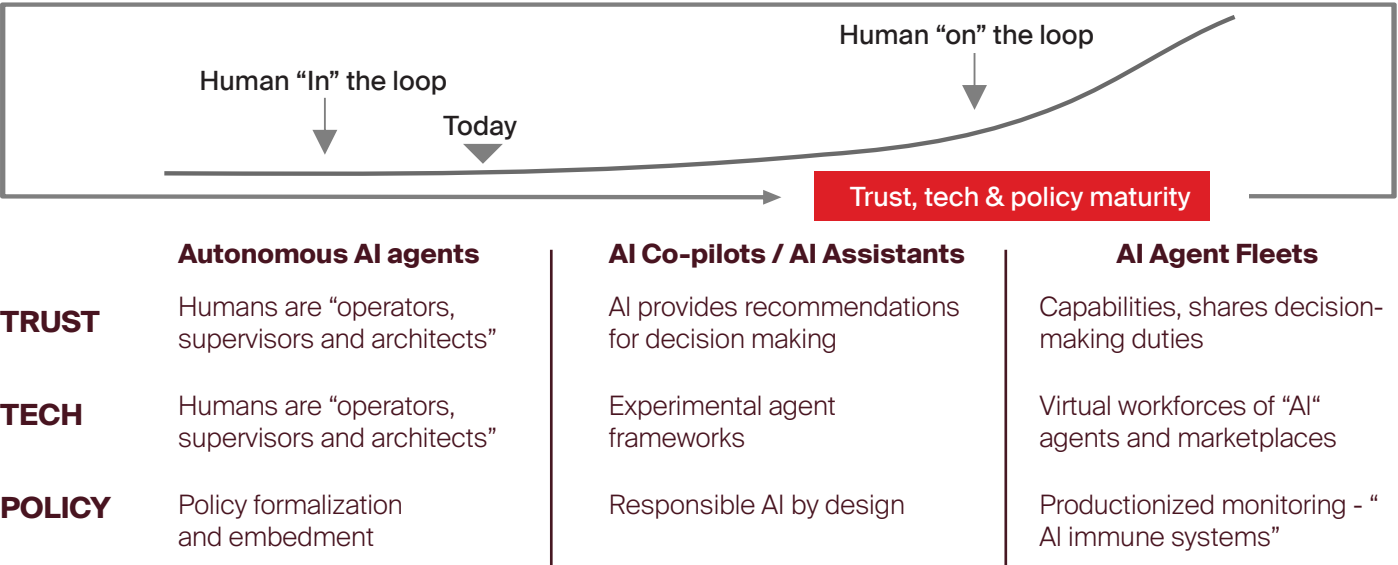 Human “on” the loop
Human “In” the loop
Today
Trust, tech & policy maturity
Autonomous AI agents
AI Co-pilots / AI Assistants
AI Agent Fleets
TRUST
Humans are “operators,
supervisors and architects”
AI provides recommendations
for decision making
Capabilities, shares decision-
making duties
TECH
Humans are “operators,
supervisors and architects”
Experimental agent
frameworks
Virtual workforces of “AI“
agents and marketplaces
POLICY
Policy formalization
and embedment
Responsible AI by design
Productionized monitoring - “
AI immune systems”